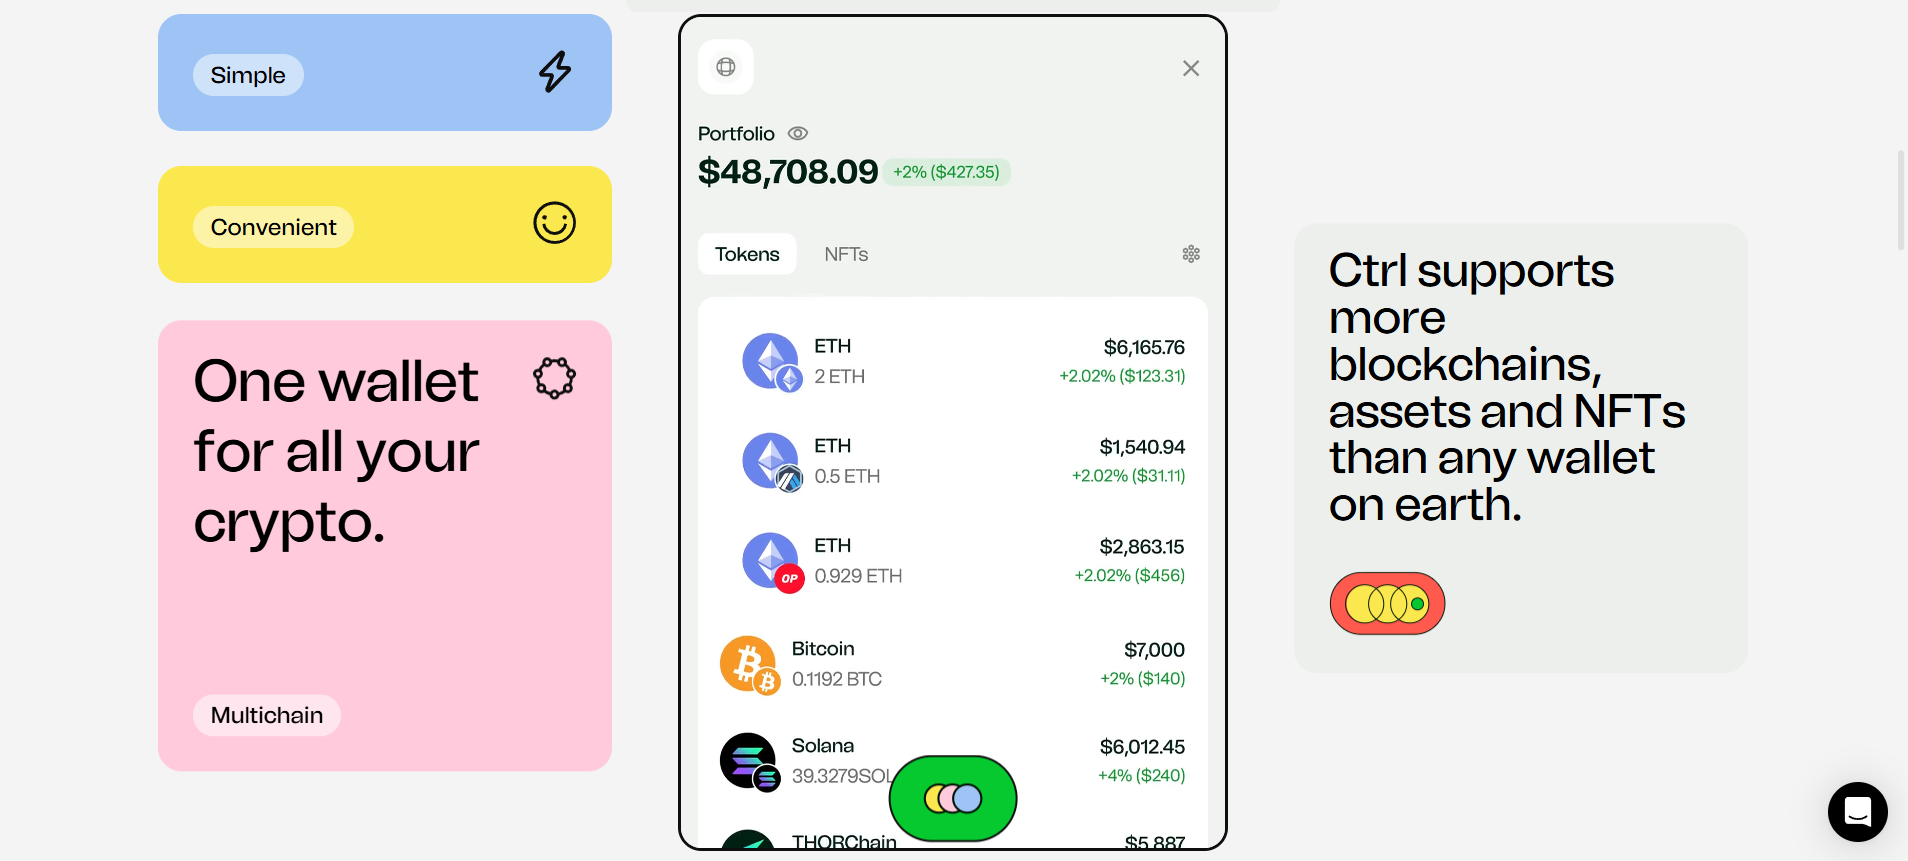 Simple
Convenient
One wallet
for all your
crypto.
Multichain
Portfolio
$48,708.09 +2% ($427.35)
Tokens NFTs
ETH $6,165.76
2 ETH +2.02% ($123.31)
ETH $1,540.94
0.5 ETH +2.02% ($31.11)
OP
ETH $2,863.15
0.929 ETH +2.02% ($456)
Bitcoin $7,000
0.1192 BTC +2% ($140)
Solana $6,012.45
39.3279SOL +4% ($240)
THORChain $5,887
Ctrl supports
more
blockchains,
assets and NFTs
than any wallet
on earth.